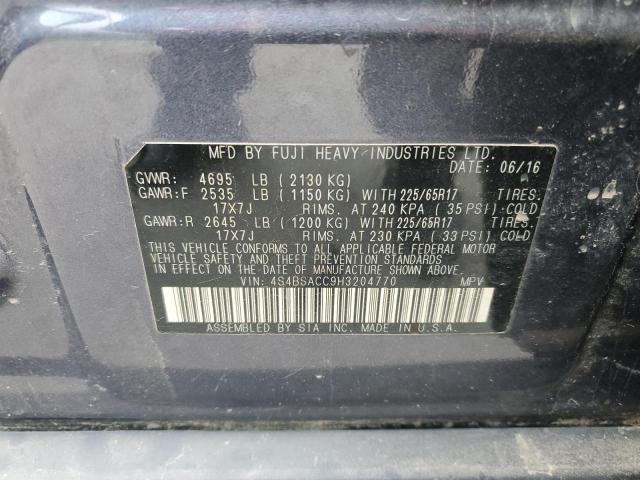 MFD BY FUJI HEAVY INDUSTRIES LTD.
DATE: 06/16
GVWR: 4695 LB ( 2130 KG)
GAWR:F 2535 LB ( 1150 KG) WITH 225/65R17 TIRES.
17X7J RIMS. AT 240 KPA ( 35 PSI) COLD
GAWR:R 2645 LB ( 1200 KG) WITH 225/65R17 TIRES.
17X7J RIMS. AT 230 KPA ( 33 PSI) COLD
THIS VEHICLE CONFORMS TO ALL APPLICABLE FEDERAL MOTOR
VEHICLE SAFETY AND THEFT PREVENTION STANDARDS
IN EFFECT ON THE DATE OF MANUFACTURE SHOWN ABOVE.
VIN: 4S4BSACC9H3204770 MPV
ASSEMBLED BY SIA INC. MADE IN U.S.A.